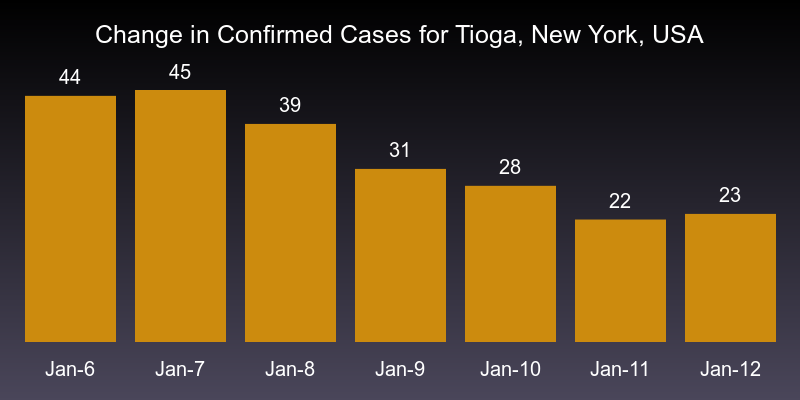 Change in Confirmed Cases for Tioga, New York, USA
44
45
39
31
28
22
23
Jan-6
Jan-7
Jan-8
Jan-9
Jan-10
Jan-11
Jan-12